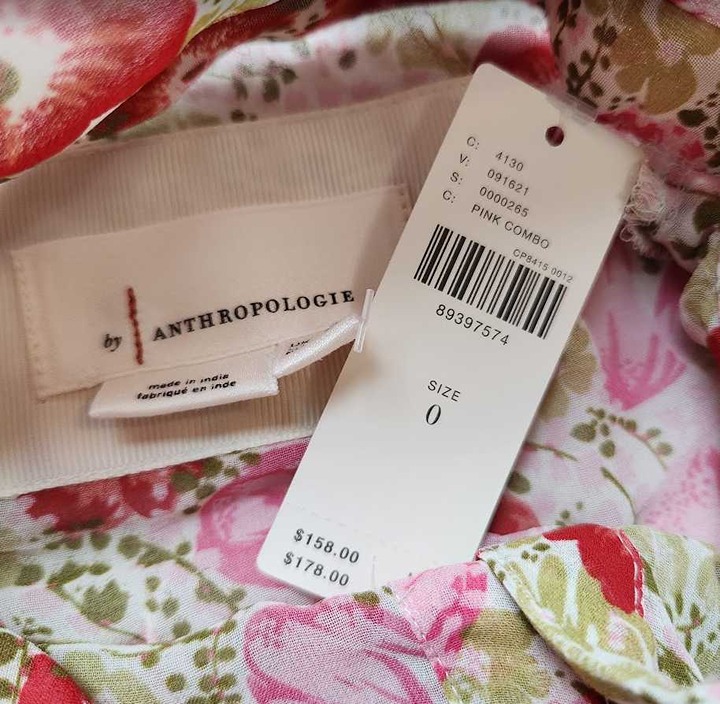 by ANTHROPOLOGIE
made in india
fabriqué en inde
C: 4130
V: 091621
S: 0000265
C: PINK COMBO
CP8415 0012
89397574
SIZE
0
$158.00
$178.00